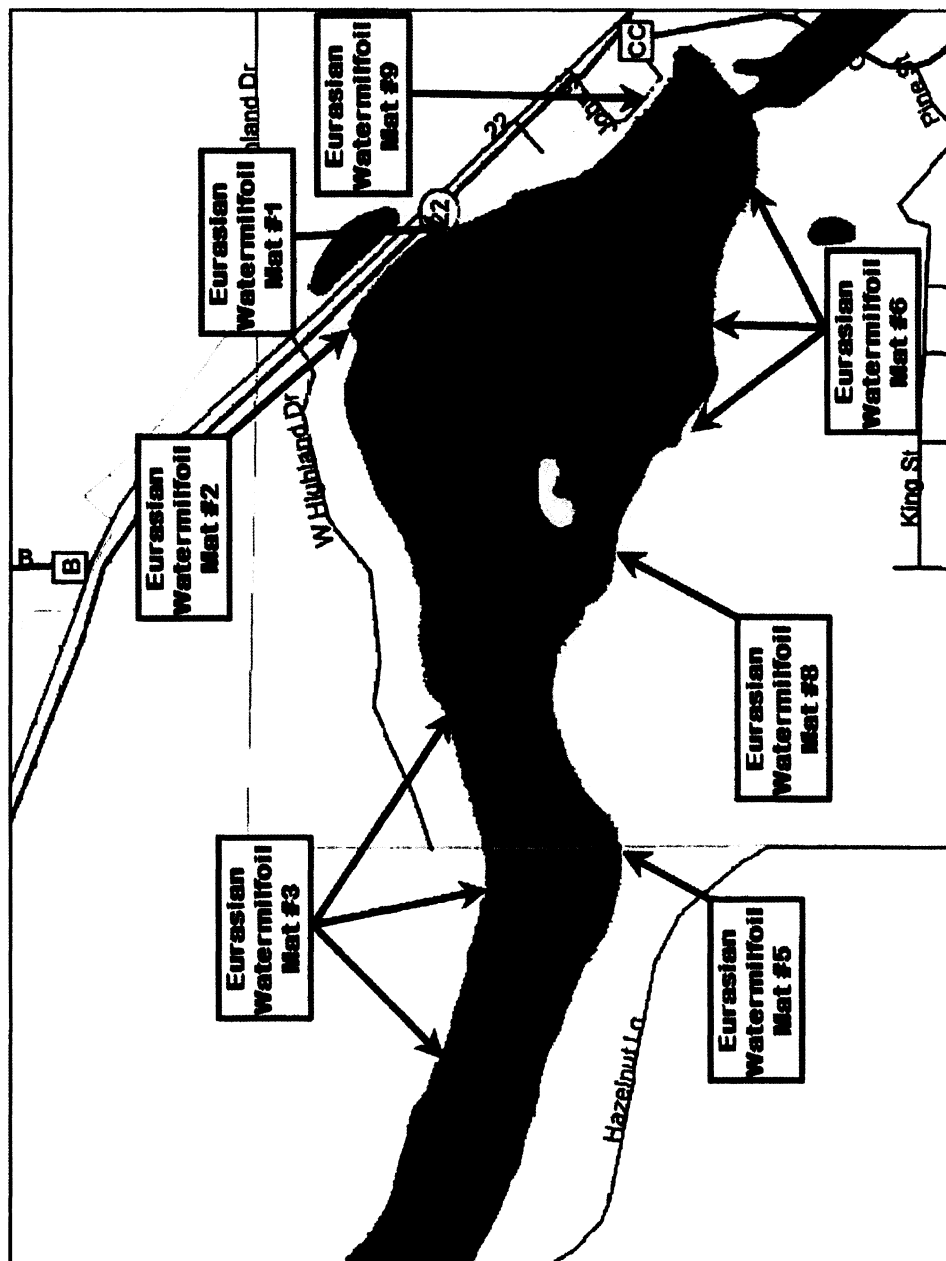 B
B
Eurasian
Watermilfoil
Mat #2
Eurasian
Watermilfoil
Mat #1
hland Dr
Eurasian
Watermilfoil
Mat #9
Eurasian
Watermilfoil
Mat #3
W Highland Dr
22
22
CC
Eurasian
Watermilfoil
Mat #5
Eurasian
Watermilfoil
Mat #8
Eurasian
Watermilfoil
Mat #6
Hazelnut Ln
King St
Pine St